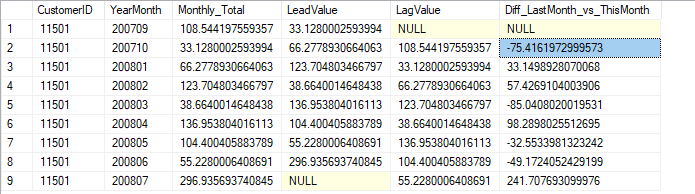 CustomerID YearMonth Monthly_Total LeadValue LagValue Diff_LastMonth_vs_ThisMonth
1 11501 200709 108.544197559357 33.1280002593994 NULL NULL
2 11501 200710 33.1280002593994 66.2778930664063 108.544197559357 -75.4161972999573
3 11501 200801 66.2778930664063 123.704803466797 33.1280002593994 33.1498928070068
4 11501 200802 123.704803466797 38.6640014648438 66.2778930664063 57.4269104003906
5 11501 200803 38.6640014648438 136.953804016113 123.704803466797 -85.0408020019531
6 11501 200804 136.953804016113 104.400405883789 38.6640014648438 98.2898025512695
7 11501 200805 104.400405883789 55.2280006408691 136.953804016113 -32.5533981323242
8 11501 200806 55.2280006408691 296.935693740845 104.400405883789 -49.1724052429199
9 11501 200807 296.935693740845 NULL 55.2280006408691 241.707693099976